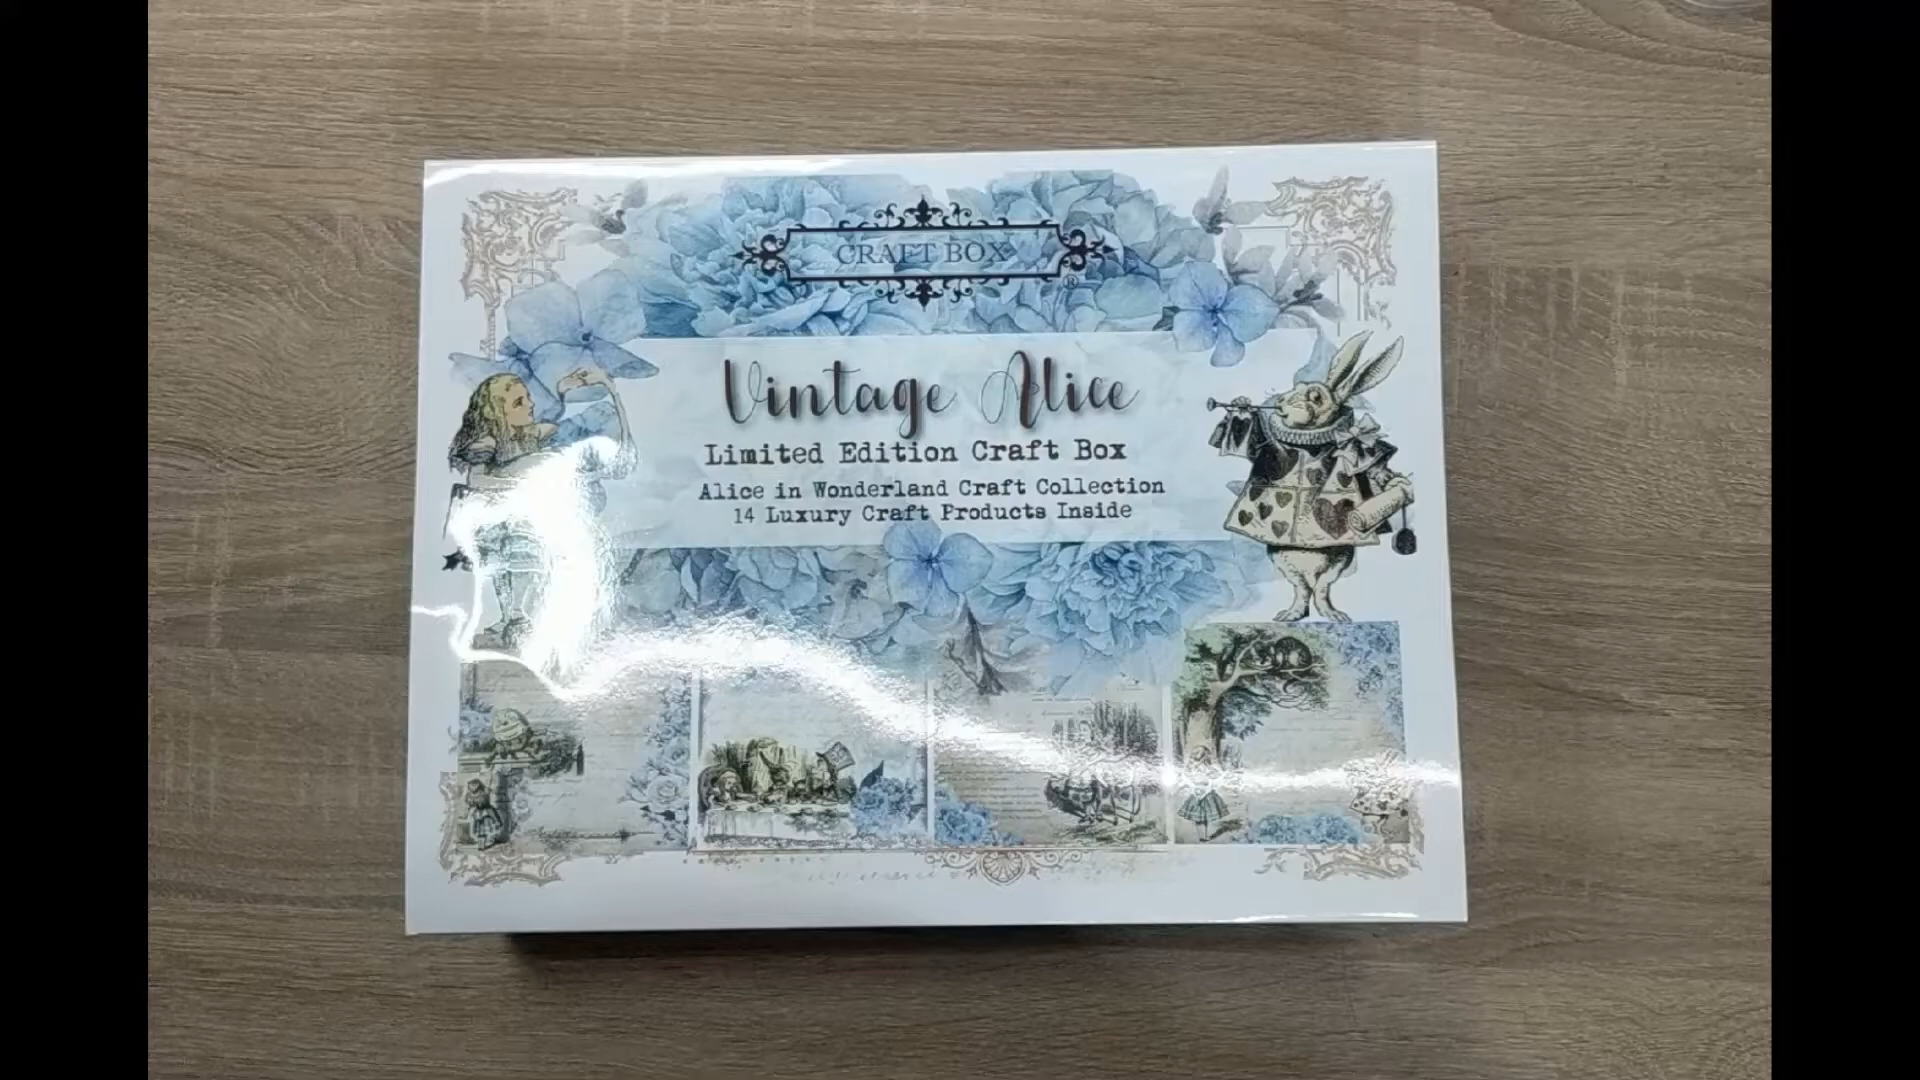 CRAFT BOX
®
Vintage Alice
Limited Edition Craft Box
Alice in Wonderland Craft Collection
14 Luxury Craft Products Inside